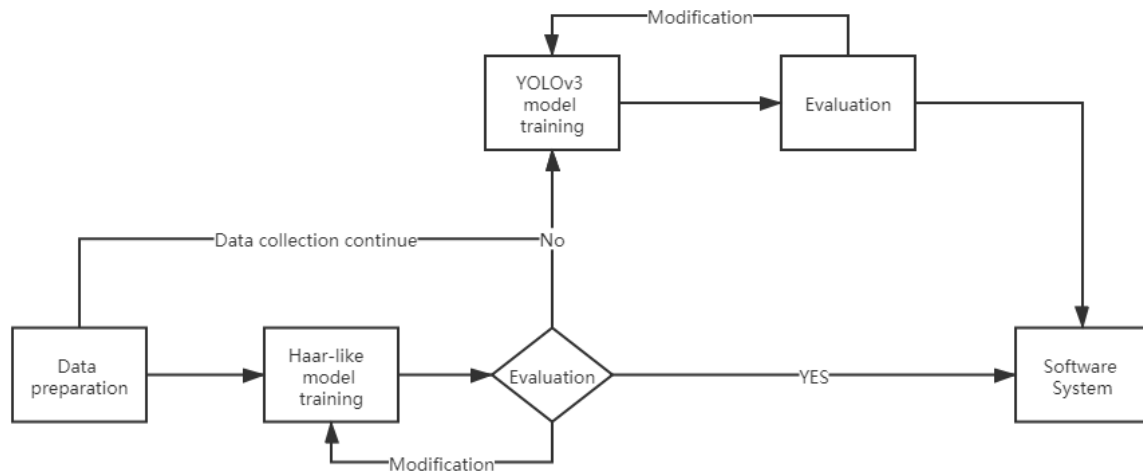 Modification
YOLOv3
model
training
Evaluation
Data collection continue
No
Data
preparation
Haar-like
model
training
Evaluation
YES
Software
System
Modification